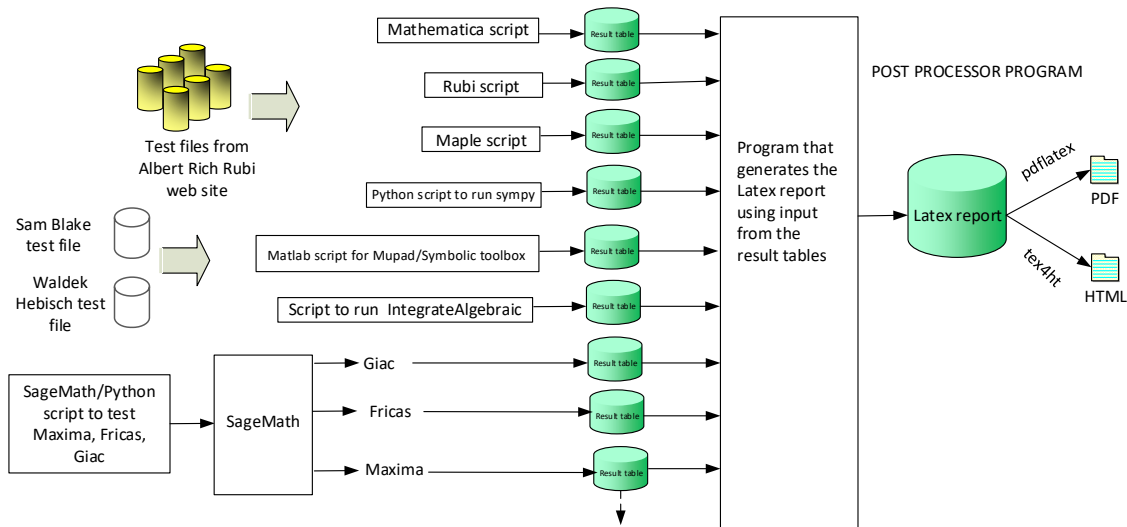 Mathematica script
Result table
Rubi script
Result table
Maple script
Result table
Python script to run sympy
Result table
Matlab script for Mupad/Symbolic toolbox
Result table
Script to run IntegrateAlgebraic
Result table
Giac
Result table
Fricas
Result table
Maxima
Result table
Test files from
Albert Rich Rubi
web site
Sam Blake
test file
Waldek
Hebisch test
file
SageMath/Python
script to test
Maxima, Fricas,
Giac
SageMath
Program that
generates the
Latex report
using input
from the
result tables
POST PROCESSOR PROGRAM
Latex report
pdflatex
PDF
tex4ht
HTML